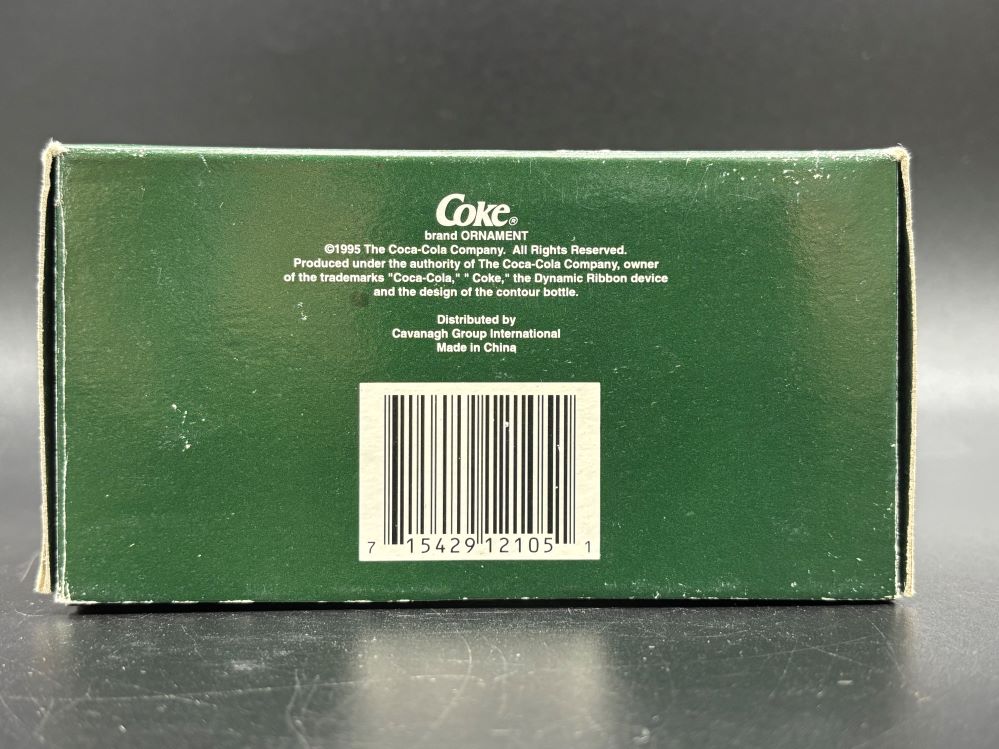 Coke®
brand ORNAMENT
©1995 The Coca-Cola Company. All Rights Reserved.
Produced under the authority of The Coca-Cola Company, owner
of the trademarks "Coca-Cola," " Coke," the Dynamic Ribbon device
and the design of the contour bottle.
Distributed by
Cavanagh Group International
Made in China
7 15429 12105 1